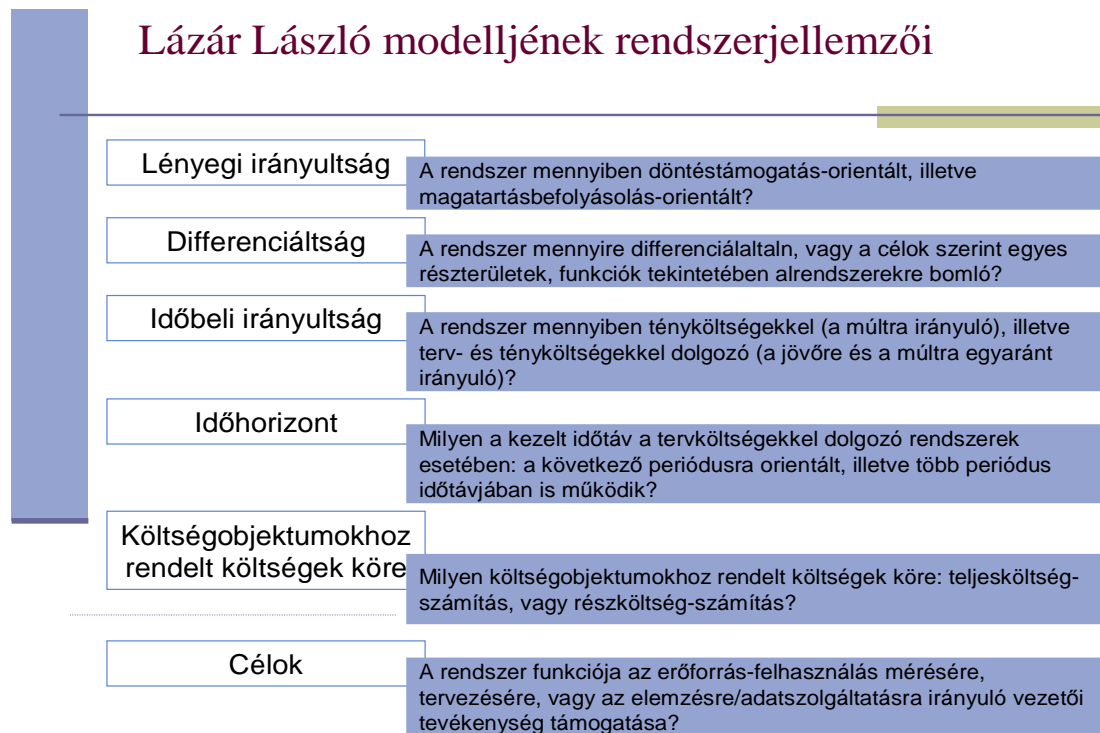 Lázár László modelljének rendszerjellemzői
Lényegi irányultság
A rendszer mennyiben döntéstámogatás-orientált, illetve
magatartásbefolyásolás-orientált?
Differenciáltság
A rendszer mennyire differenciálaltaln, vagy a célok szerint egyes
részterületek, funkciók tekintetében alrendszerekre bomló?
Időbeli irányultság
A rendszer mennyiben tényköltségekkel (a múltra irányuló), illetve
terv- és tényköltségekkel dolgozó (a jövőre és a múltra egyaránt
irányuló)?
Időhorizont
Milyen a kezelt időtáv a tervköltségekkel dolgozó rendszerek
esetében: a következő periódusra orientált, illetve több periódus
időtávjában is működik?
Költségobjektumokhoz
rendelt költségek köre
Milyen költségobjektumokhoz rendelt költségek köre: teljesköltség-
számítás, vagy részköltség-számítás?
Célok
A rendszer funkciója az erőforrás-felhasználás mérésére,
tervezésére, vagy az elemzésre/adatszolgáltatásra irányuló vezetői
tevékenység támogatása?